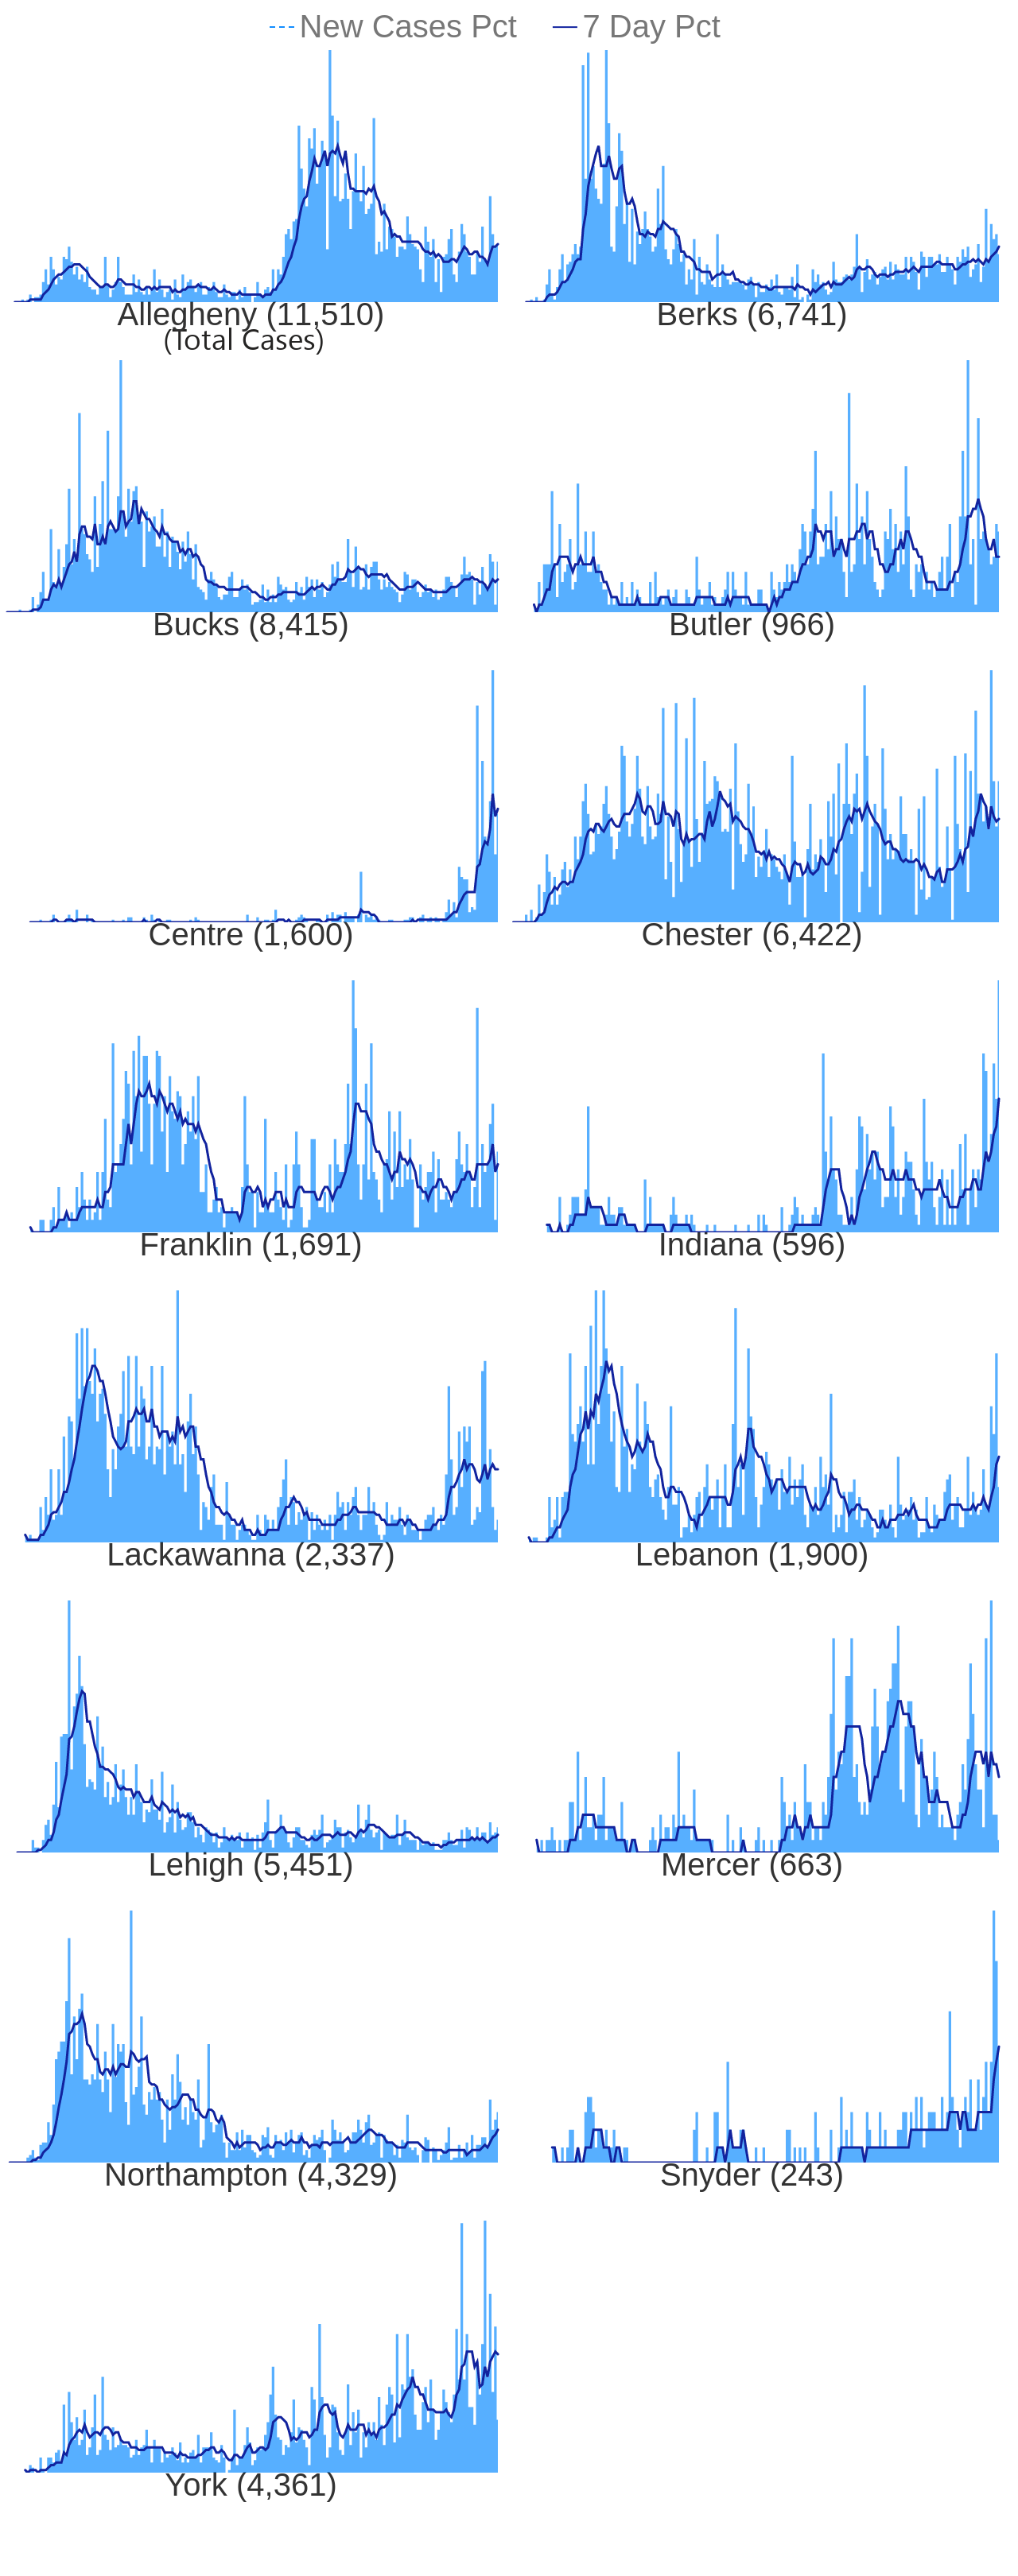 New Cases Pct 7 Day Pct
Allegheny (11,510) Berks (6,741)
(Total Cases)
Bucks (8,415) Butler (966)
Centre (1,600) Chester (6,422)
Franklin (1,691) Indiana (596)
Lackawanna (2,337) Lebanon (1,900)
Lehigh (5,451) Mercer (663)
Northampton (4,329) Snyder (243)
York (4,361)